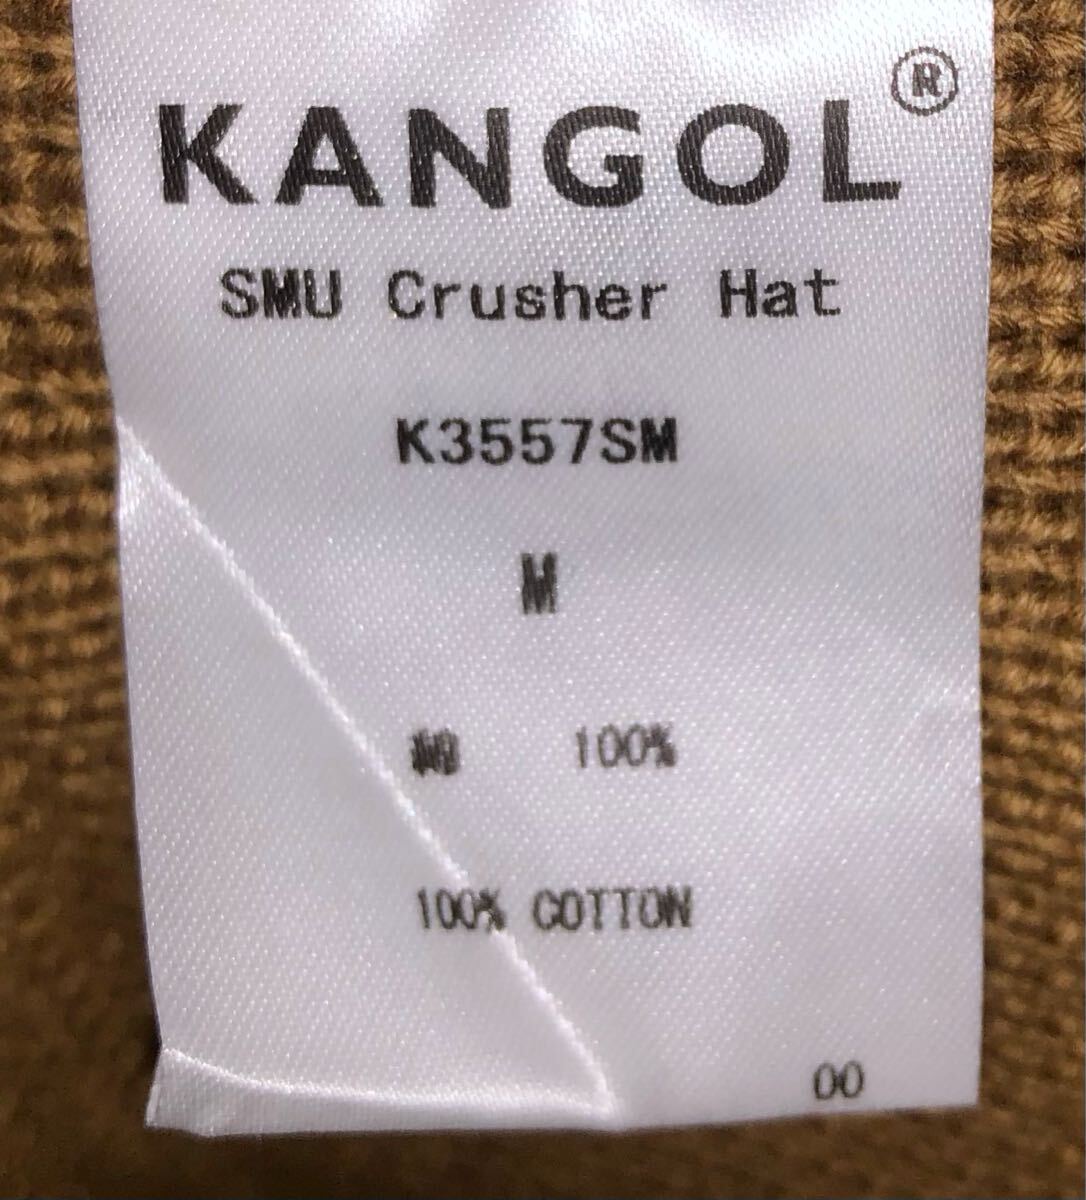 KANGOL®
SMU Crusher Hat
K3557SM
M
綿 100%
100% COTTON
00